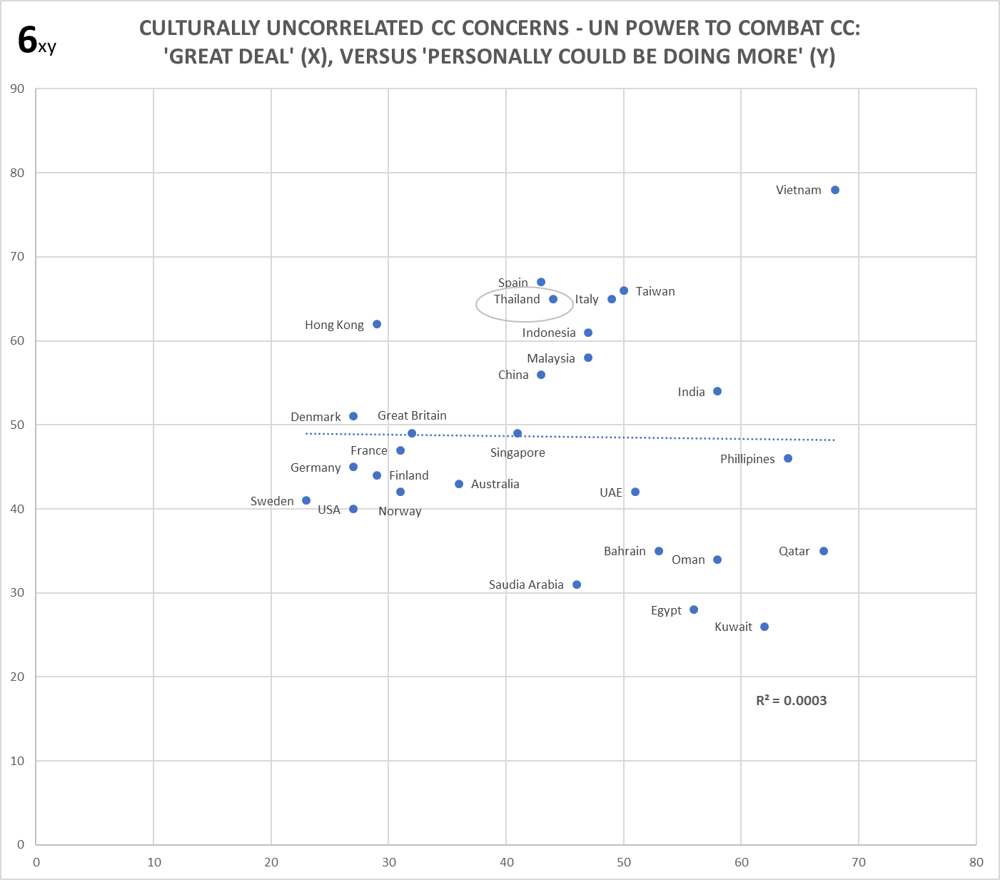 6xy
CULTURALLY UNCORRELATED CC CONCERNS - UN POWER TO COMBAT CC:
'GREAT DEAL' (X), VERSUS 'PERSONALLY COULD BE DOING MORE' (Y)
90
80
Vietnam
70
Spain
Taiwan
Thailand
Italy
Hong Kong
Indonesia
60
Malaysia
China
India
Denmark
Great Britain
50
France
Singapore
Phillipines
Germany
Finland
Australia
UAE
Sweden
USA
Norway
40
Bahrain
Qatar
Oman
Saudia Arabia
30
Egypt
Kuwait
20
R² = 0.0003
10
0
0 10 20 30 40 50 60 70 80